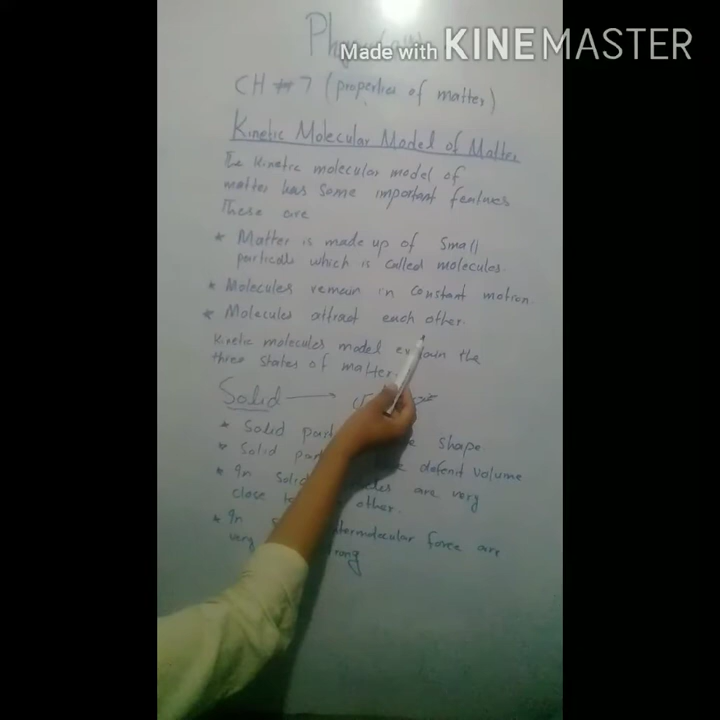 Made with KINEMASTER
CH # 7 (properties of matter)
Kinetic Molecular Model of Matter
The Kinetic molecular model of
matter has some important features
These are
* Matter is made up of small
particals which is called molecules.
* Molecules remain in constant motion.
* Molecules attract each other.
Kinetic molecules model explain the
three states of matter.
Solid →
* Solid shape
* Solid defenit volume
* In Solid are very
close other.
* In intermolecular force are
very strong